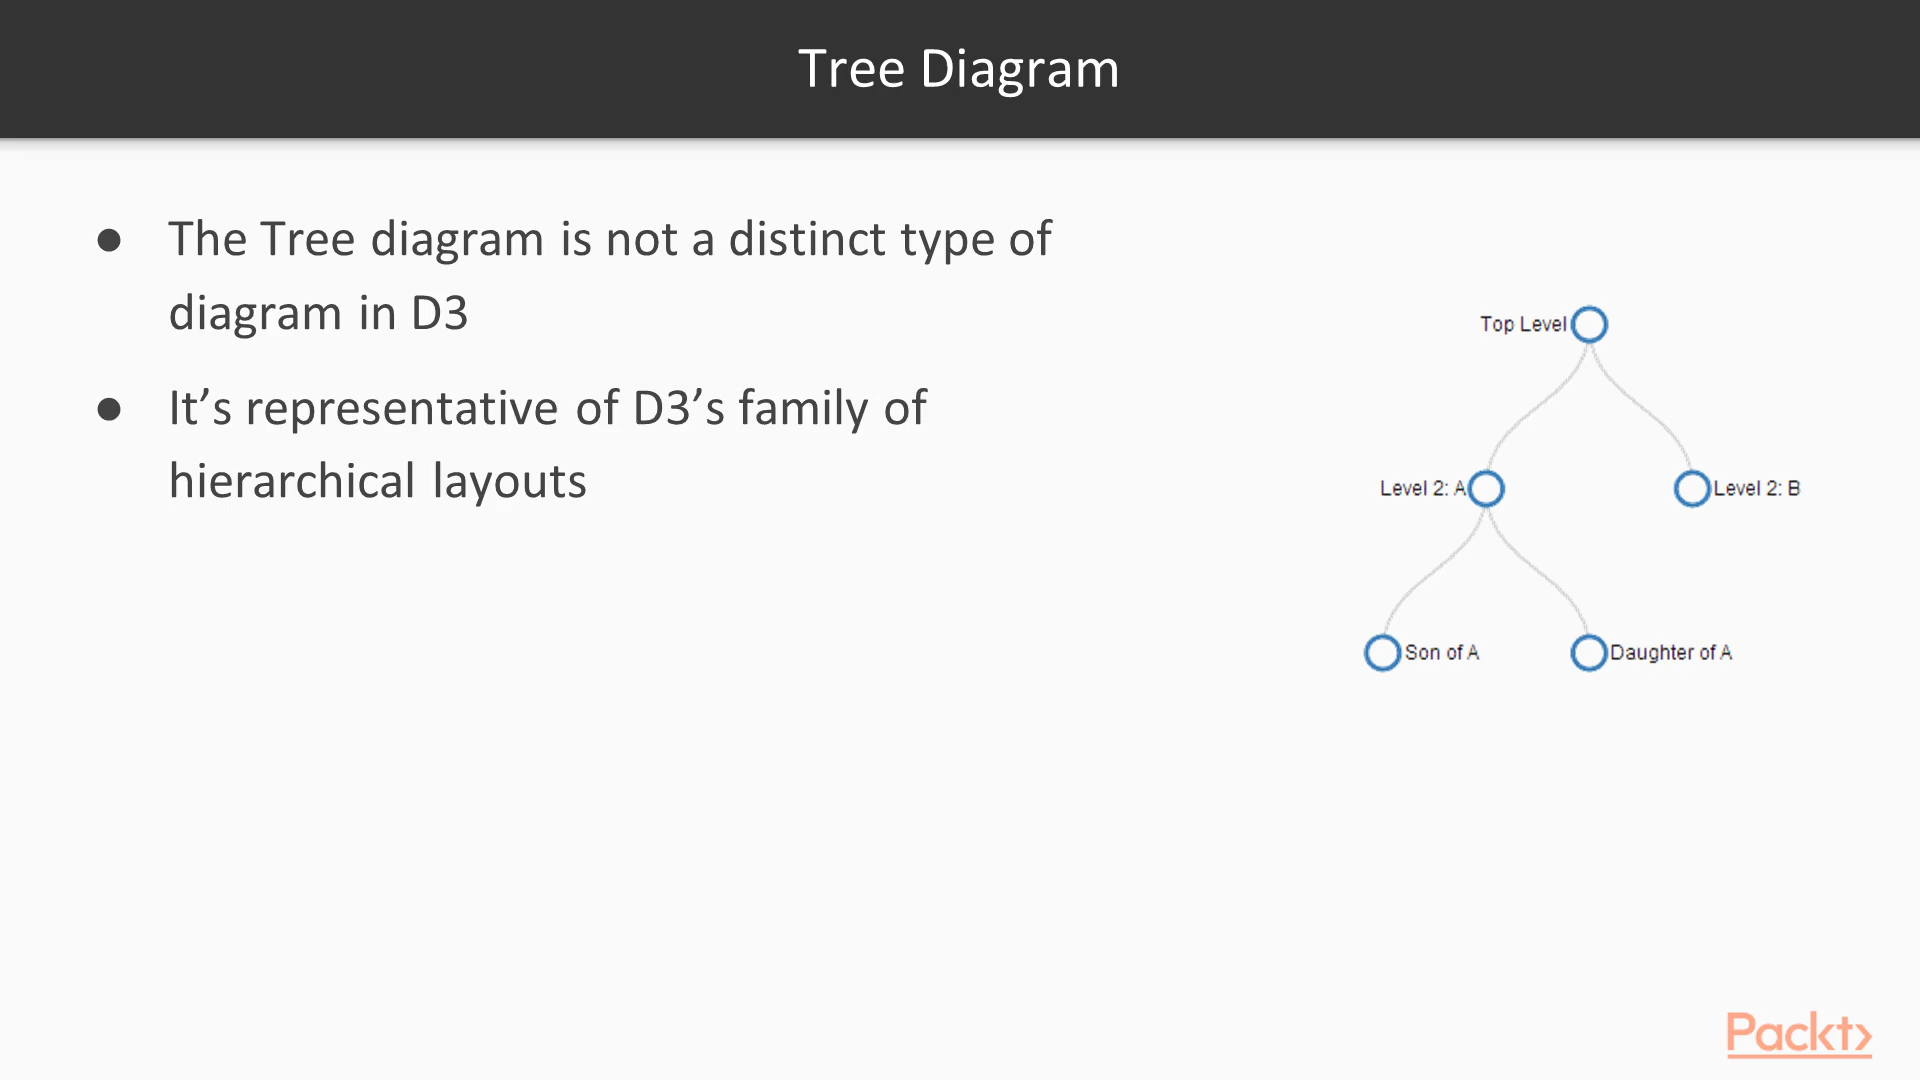 Tree Diagram
● The Tree diagram is not a distinct type of
diagram in D3
● It’s representative of D3’s family of
hierarchical layouts
Top Level
Level 2: A
Level 2: B
Son of A
Daughter of A
Packt>